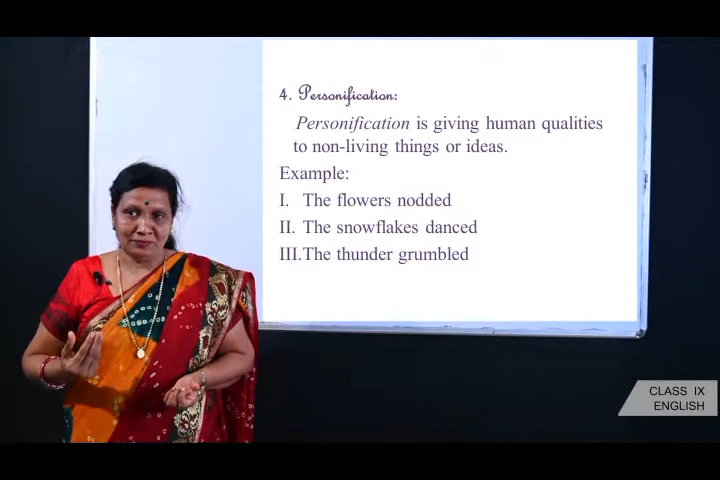 4. Personification:
Personification is giving human qualities
to non-living things or ideas.
Example:
I. The flowers nodded
II. The snowflakes danced
III.The thunder grumbled
CLASS IX
ENGLISH